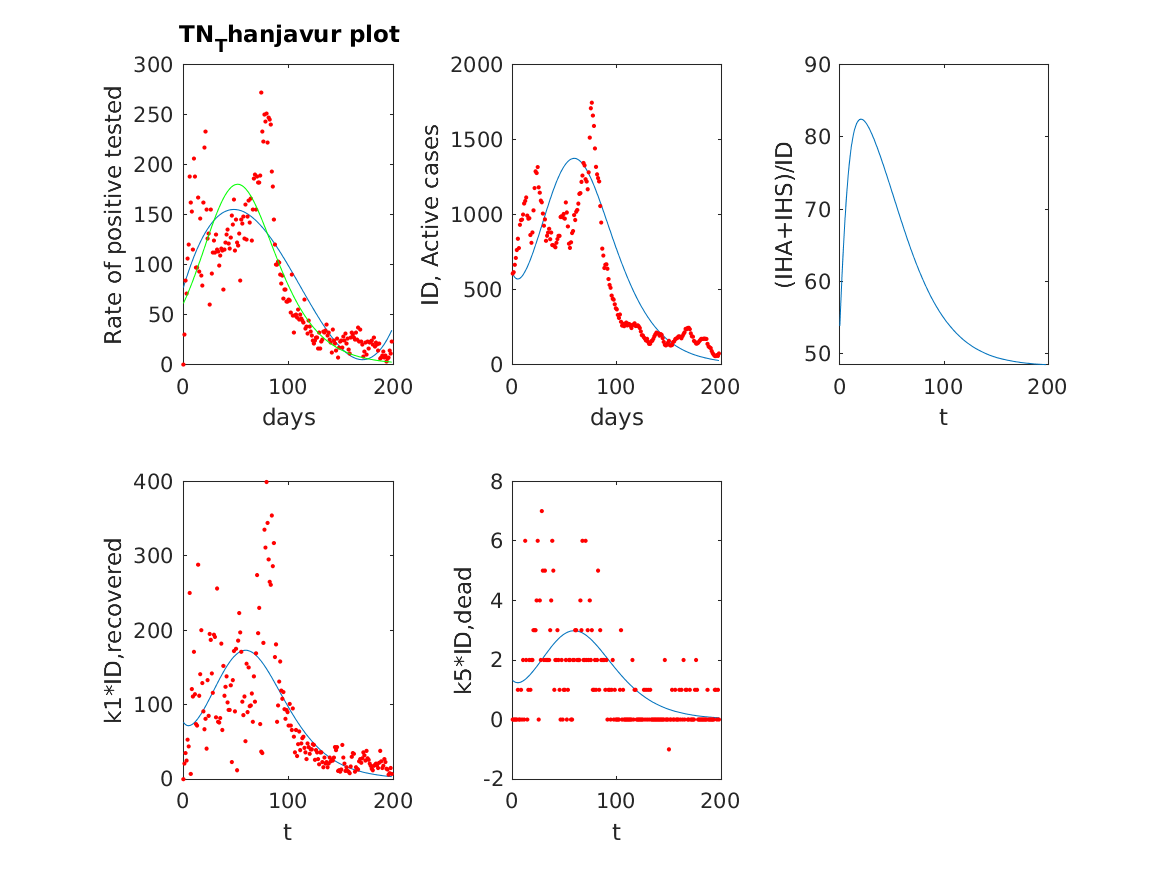 TN_Thanjavur plot
300
250
200
150
100
50
0
0 100 200
days
Rate of positive tested
2000
1500
1000
500
0
0 100 200
days
ID, Active cases
90
80
70
60
50
0 100 200
t
(IHA+IHS)/ID
400
300
200
100
0
0 100 200
t
k1*ID,recovered
8
6
4
2
0
-2
0 100 200
t
k5*ID,dead